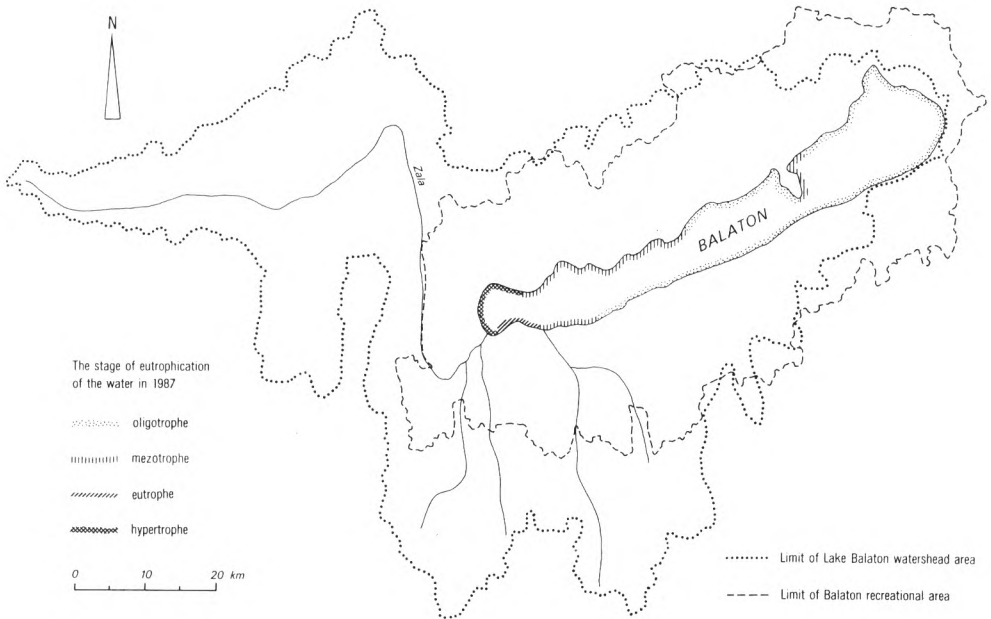 N
Zala
BALATON
The stage of eutrophication
of the water in 1987
oligotrophe
mezotrophe
eutrophe
hypertrophe
0 10 20 km
Limit of Lake Balaton watershead area
Limit of Balaton recreational area